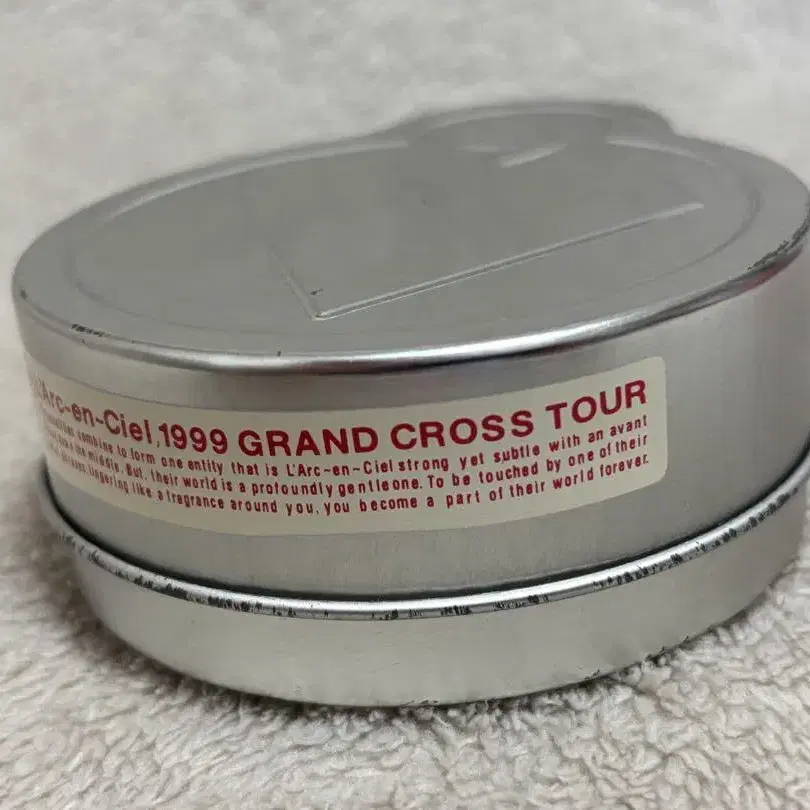 L'Arc~en~Ciel.1999 GRAND CROSS TOUR
combine to form one entity that is L'Arc~en~Ciel strong yet subtle with an avant
the middle. But, their world is a profoundly gentle one. To be touched by one of their
lingering like a fragrance around you, you become a part of their world forever.